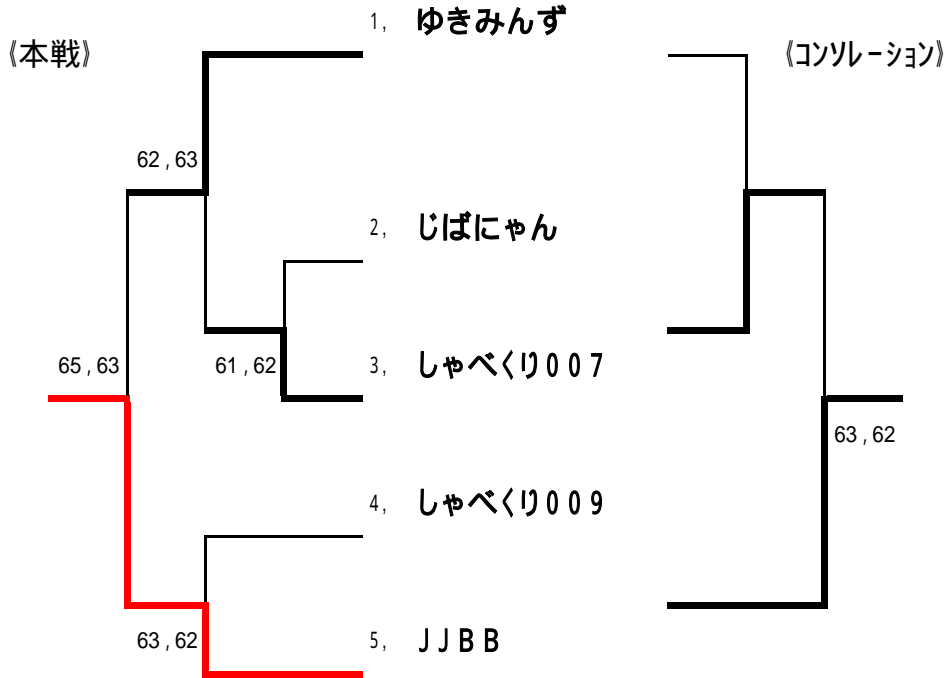 1, ゆきみんず
《本戦》
《コンソレーション》
62,63
2, じばにゃん
65,63
61,62
3, しゃべくり007
63,62
4, しゃべくり009
63,62
5, JJBB